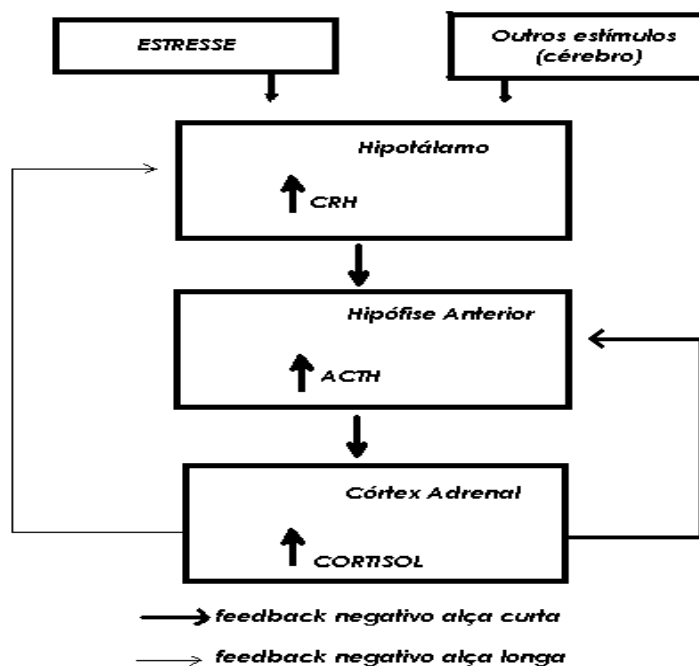 ESTRESSE
Outros estímulos
(cérebro)
Hipotálamo
CRH
Hipófise Anterior
ACTH
Córtex Adrenal
CORTISOL
feedback negativo alça curta
feedback negativo alça longa